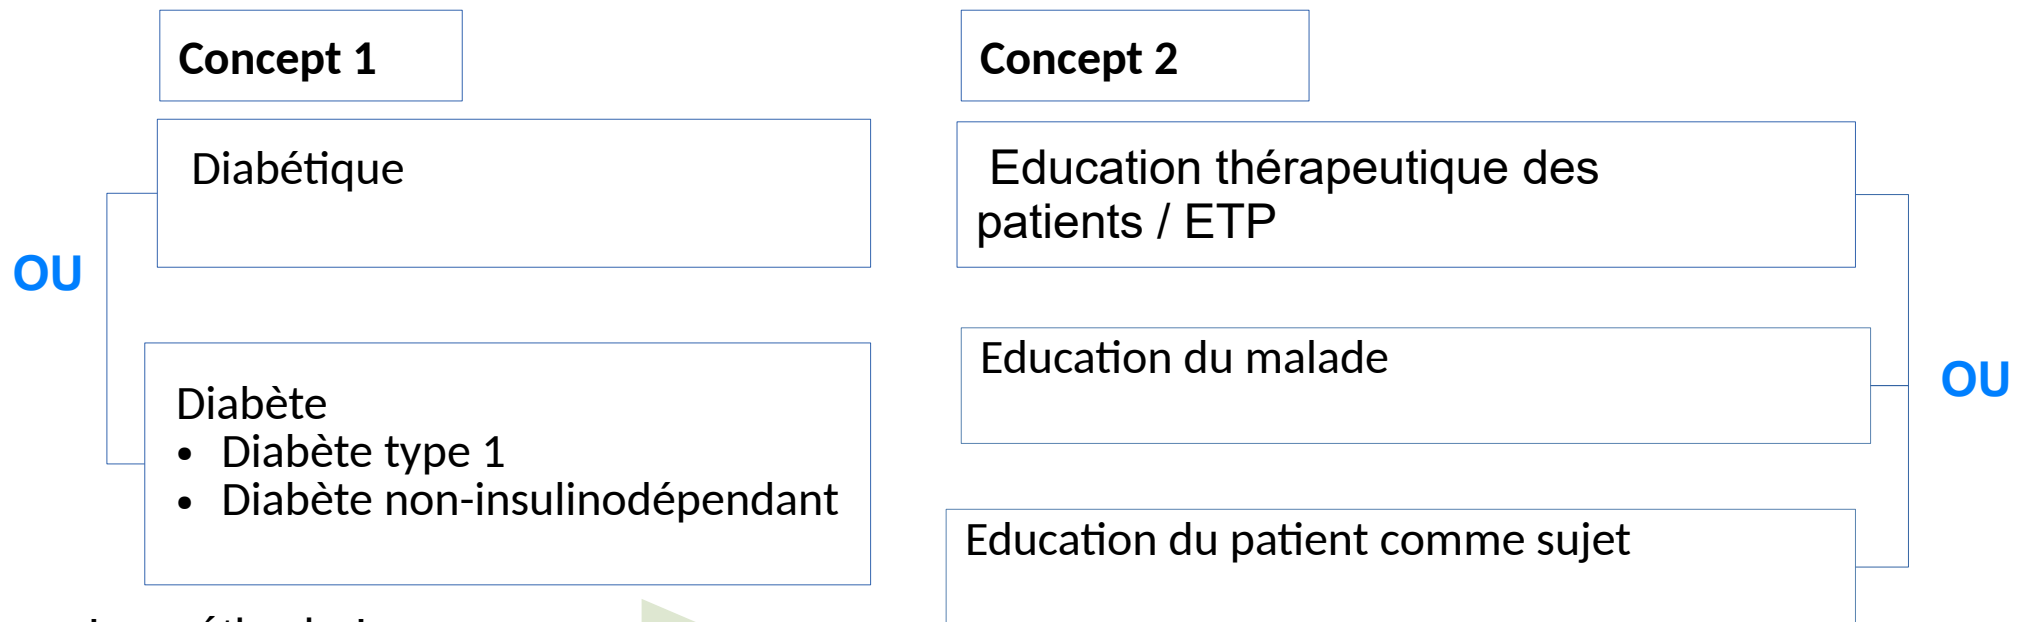 Concept 1
Concept 2
Diabétique
Education thérapeutique des
patients / ETP
OU
Education du malade
OU
Diabète
• Diabète type 1
• Diabète non-insulinodépendant
Education du patient comme sujet